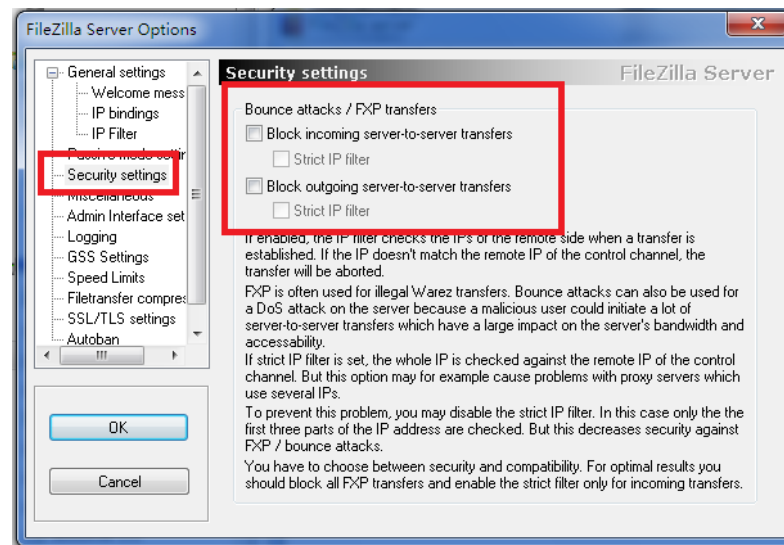 FileZilla Server Options
General settings
Welcome mess
IP bindings
IP Filter
Passive mode settin
Security settings
Miscellaneous
Admin Interface set
Logging
GSS Settings
Speed Limits
Filetransfer compres
SSL/TLS settings
Autoban
OK
Cancel
Security settings
FileZilla Server
Bounce attacks / FXP transfers
Block incoming server-to-server transfers
Strict IP filter
Block outgoing server-to-server transfers
Strict IP filter
If enabled, the IP filter checks the IPs of the remote side when a transfer is
established. If the IP doesn't match the remote IP of the control channel, the
transfer will be aborted.
FXP is often used for illegal Warez transfers. Bounce attacks can also be used for
a DoS attack on the server because a malicious user could initiate a lot of
server-to-server transfers which have a large impact on the server's bandwidth and
accessability.
If strict IP filter is set, the whole IP is checked against the remote IP of the control
channel. But this option may for example cause problems with proxy servers which
use several IPs.
To prevent this problem, you may disable the strict IP filter. In this case only the the
first three parts of the IP address are checked. But this decreases security against
FXP / bounce attacks.
You have to choose between security and compatibility. For optimal results you
should block all FXP transfers and enable the strict filter only for incoming transfers.